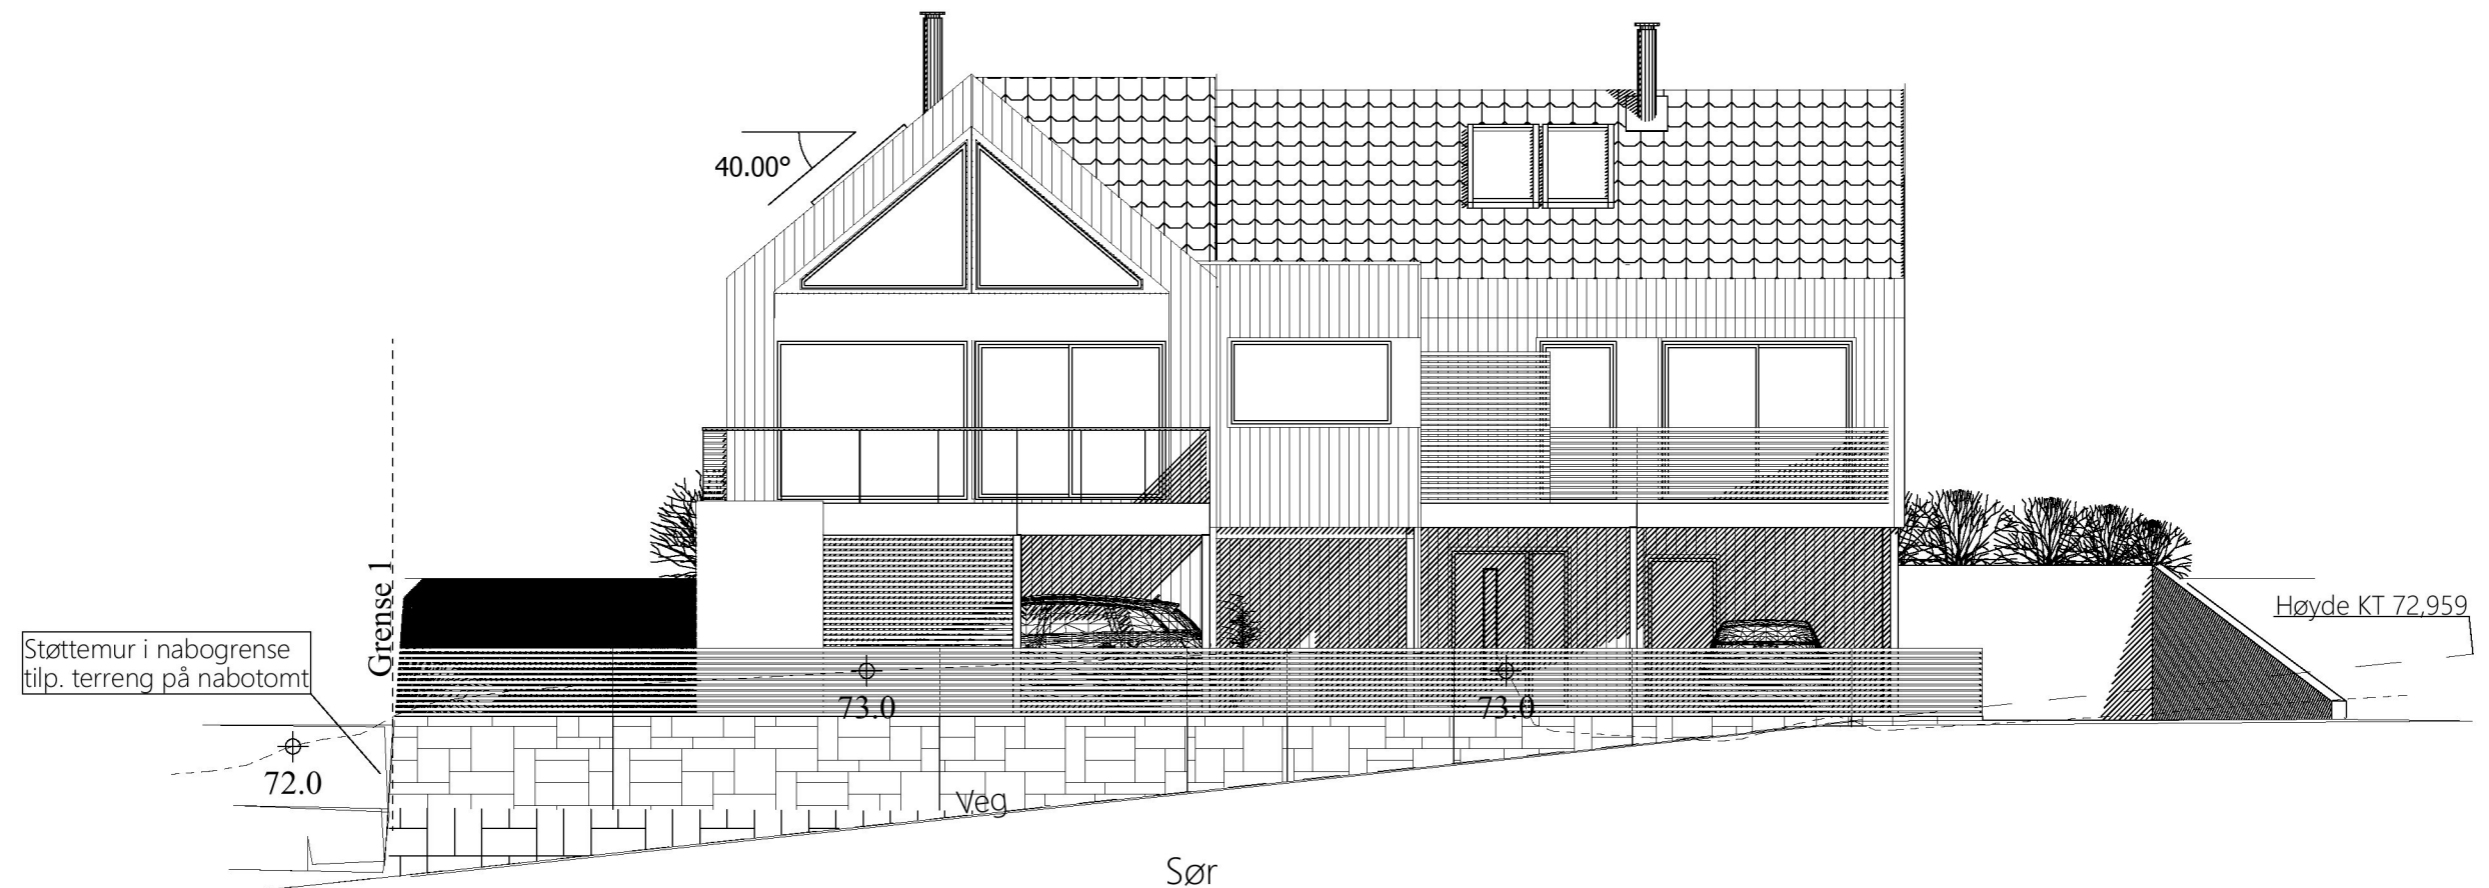 40.00°
Grense 1
Høyde KT 72,959
Støttemur i nabogrense
tilp. terreng på nabotomt
73.0
73.0
72.0
Veg
Sør